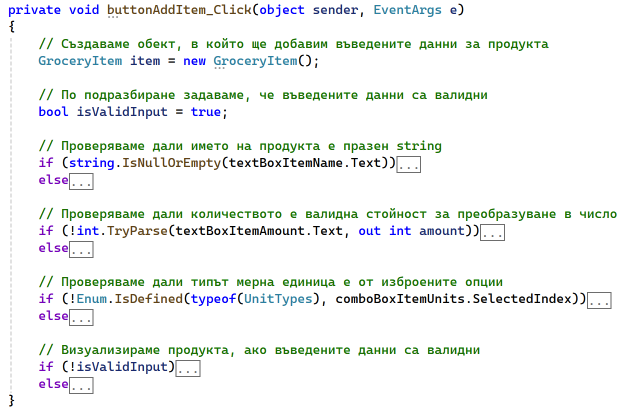 private void buttonAddItem_Click(object sender, EventArgs e)
{
// Създаваме обект, в който ще добавим въведените данни за продукта
GroceryItem item = new GroceryItem();
// По подразбиране задаваме, че въведените данни са валидни
bool isValidInput = true;
// Проверяваме дали името на продукта е празен string
if (string.IsNullOrEmpty(textBoxItemName.Text))...
else...
// Проверяваме дали количеството е валидна стойност за преобразуване в число
if (!int.TryParse(textBoxItemAmount.Text, out int amount))...
else...
// Проверяваме дали типът мерна единица е от изброените опции
if (!Enum.IsDefined(typeof(UnitTypes), comboBoxItemUnits.SelectedIndex))...
else...
// Визуализираме продукта, ако въведените данни са валидни
if (!isValidInput)...
else...
}